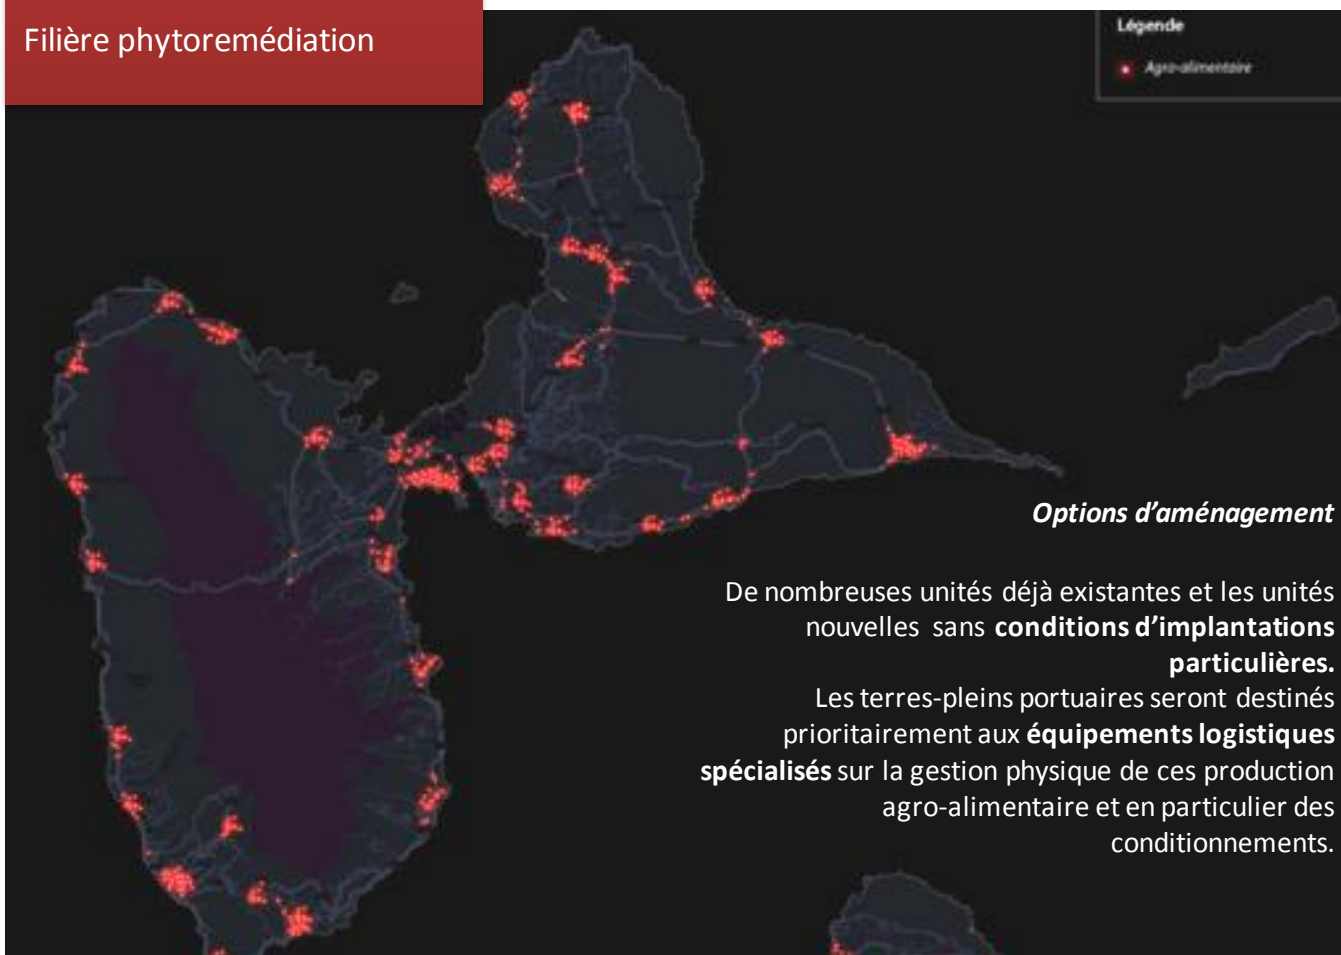 Filière phytoremédiation
Légende
Agro-alimentaire
Options d'aménagement
De nombreuses unités déjà existantes et les unités
nouvelles sans conditions d'implantations
particulières.
Les terres-pleins portuaires seront destinés
prioritairement aux équipements logistiques
spécialisés sur la gestion physique de ces production
agro-alimentaire et en particulier des
conditionnements.